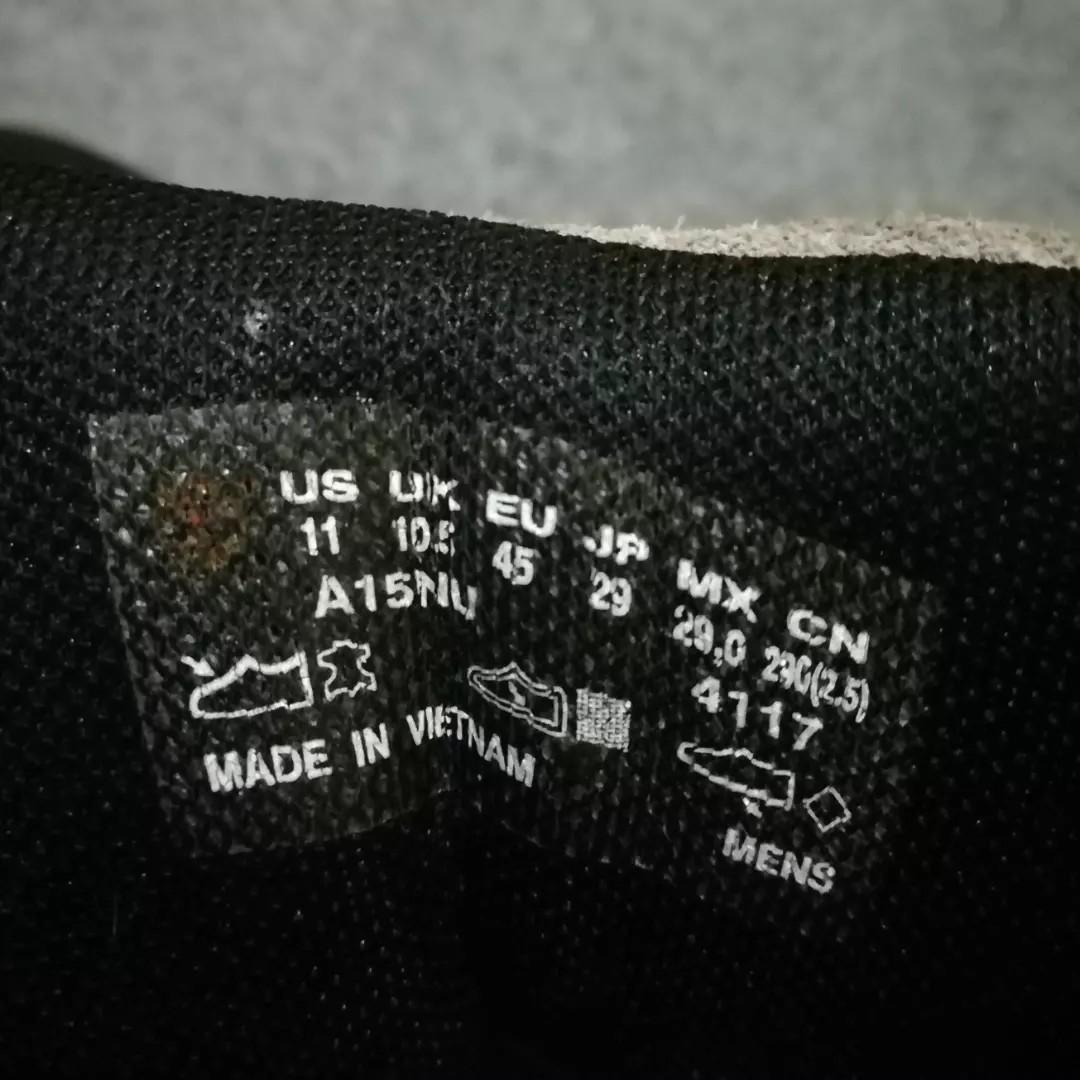 US UK EU JP MX CN
11 10.5 45 29 29,0 290(2.5)
A15NU 4717
MADE IN VIETNAM
MENS